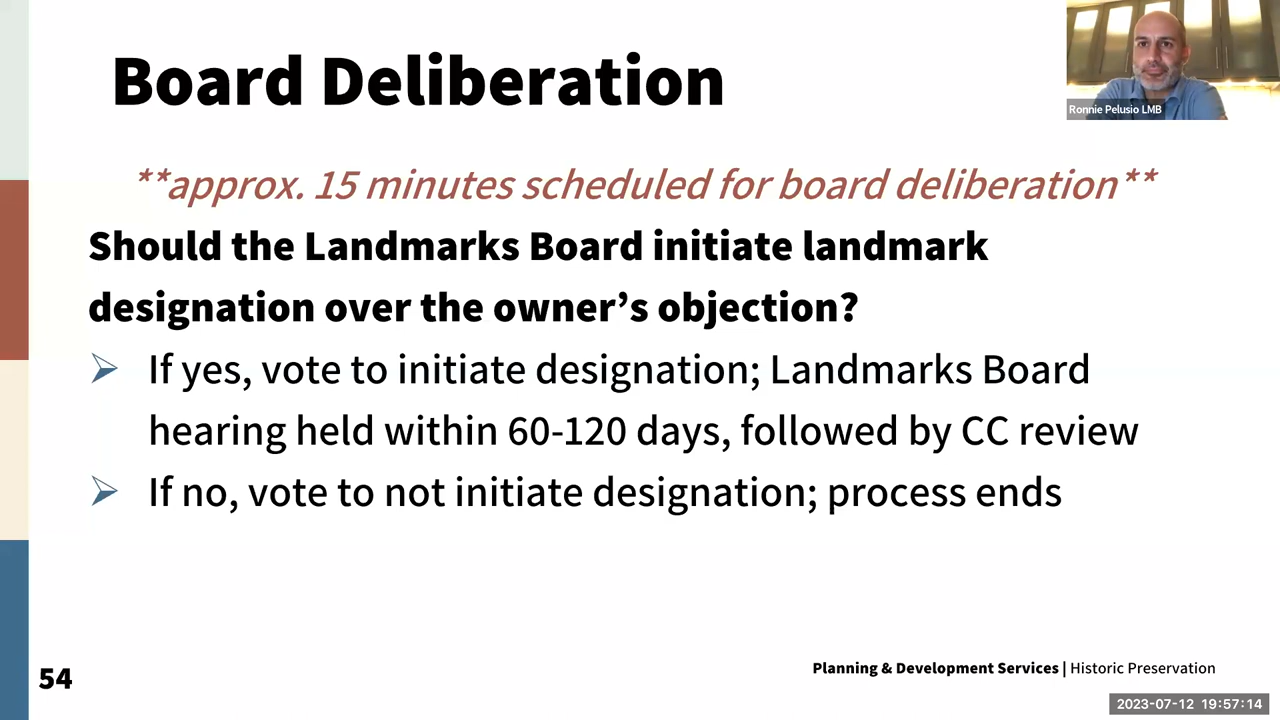 Board Deliberation
Ronnie Pelusio LMB
**approx. 15 minutes scheduled for board deliberation**
Should the Landmarks Board initiate landmark
designation over the owner’s objection?
➢ If yes, vote to initiate designation; Landmarks Board
hearing held within 60-120 days, followed by CC review
➢ If no, vote to not initiate designation; process ends
54
Planning & Development Services | Historic Preservation
2023-07-12 19:57:14